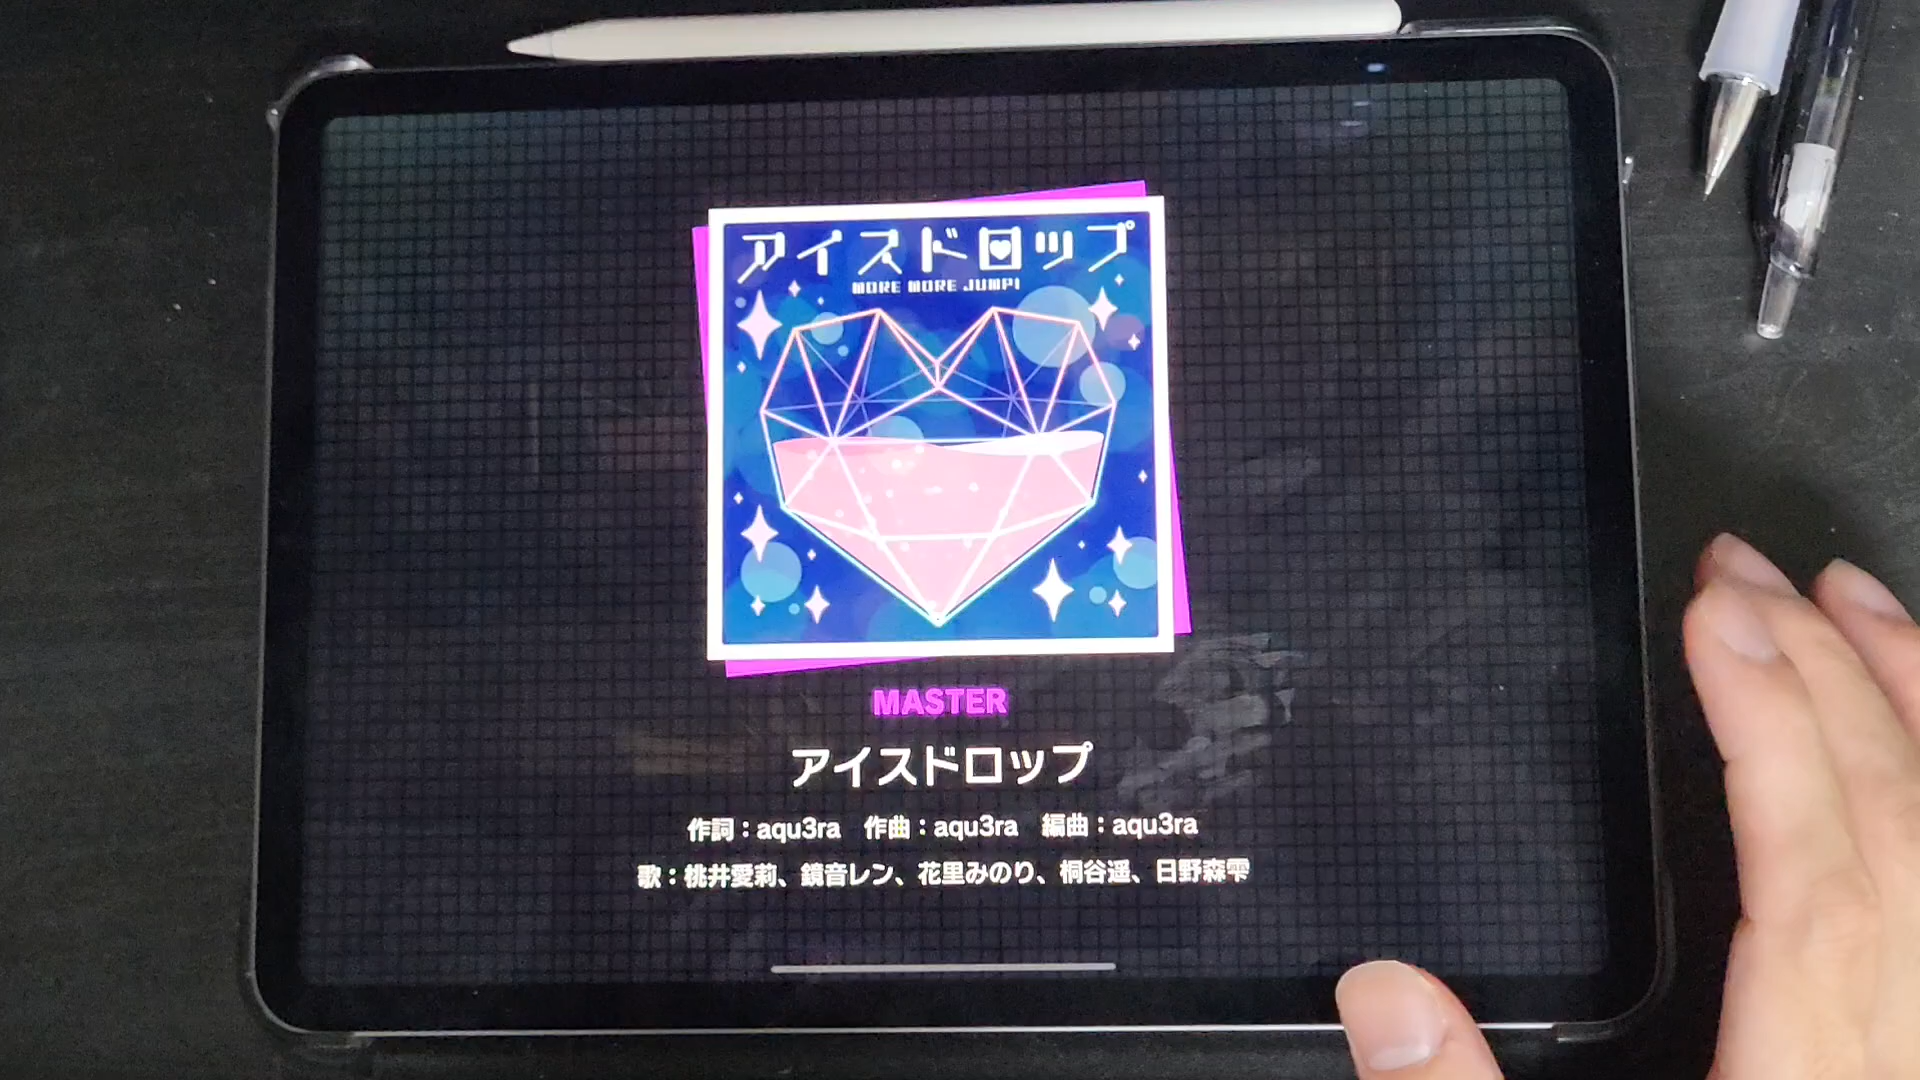 アイスドロップ
MORE MORE JUMP!
MASTER
アイスドロップ
作詞：aqu3ra 作曲：aqu3ra 編曲：aqu3ra
歌：桃井愛莉、鏡音レン、花里みのり、桐谷遥、日野森雫